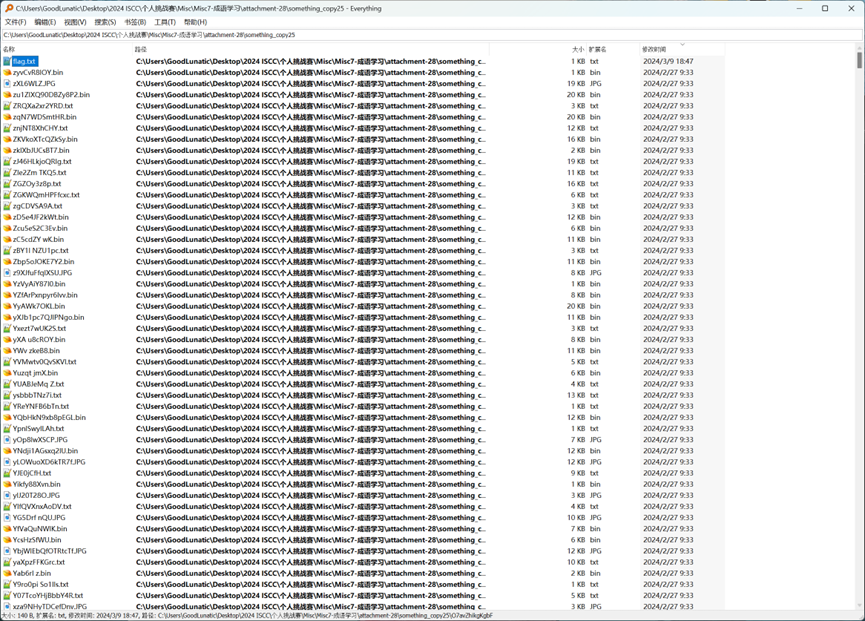 C:\Users\GoodLunatic\Desktop\2024 ISCC\个人挑战赛\Misc\Misc7-成语学习\attachment-28\something_copy25 - Everything
文件(F) 编辑(E) 视图(V) 搜索(S) 书签(B) 工具(T) 帮助(H)
C:\Users\GoodLunatic\Desktop\2024 ISCC\个人挑战赛\Misc\Misc7-成语学习\attachment-28\something_copy25
名称 路径 大小 扩展名 修改时间
flag.txt C:\Users\GoodLunatic\Desktop\2024 ISCC\个人挑战赛\Misc\Misc7-成语学习\attachment-28\something_c... 1 KB txt 2024/3/9 18:47
zyvCvR8IOY.bin C:\Users\GoodLunatic\Desktop\2024 ISCC\个人挑战赛\Misc\Misc7-成语学习\attachment-28\something_c... 1 KB bin 2024/2/27 9:33
zXL6WLZ.JPG C:\Users\GoodLunatic\Desktop\2024 ISCC\个人挑战赛\Misc\Misc7-成语学习\attachment-28\something_c... 19 KB JPG 2024/2/27 9:33
zu1ZIXQ90DBZy8P2.bin C:\Users\GoodLunatic\Desktop\2024 ISCC\个人挑战赛\Misc\Misc7-成语学习\attachment-28\something_c... 20 KB bin 2024/2/27 9:33
ZRQXa2xr2YRD.txt C:\Users\GoodLunatic\Desktop\2024 ISCC\个人挑战赛\Misc\Misc7-成语学习\attachment-28\something_c... 3 KB txt 2024/2/27 9:33
zqN7WDSmtHR.bin C:\Users\GoodLunatic\Desktop\2024 ISCC\个人挑战赛\Misc\Misc7-成语学习\attachment-28\something_c... 20 KB bin 2024/2/27 9:33
znjNT8XhCHY.txt C:\Users\GoodLunatic\Desktop\2024 ISCC\个人挑战赛\Misc\Misc7-成语学习\attachment-28\something_c... 12 KB txt 2024/2/27 9:33
ZKVkoXTcQZkSy.bin C:\Users\GoodLunatic\Desktop\2024 ISCC\个人挑战赛\Misc\Misc7-成语学习\attachment-28\something_c... 16 KB bin 2024/2/27 9:33
zklXbJUCsBT7.bin C:\Users\GoodLunatic\Desktop\2024 ISCC\个人挑战赛\Misc\Misc7-成语学习\attachment-28\something_c... 2 KB bin 2024/2/27 9:33
zJ46HLkjoQRlg.txt C:\Users\GoodLunatic\Desktop\2024 ISCC\个人挑战赛\Misc\Misc7-成语学习\attachment-28\something_c... 19 KB txt 2024/2/27 9:33
Zle2Zm TKQ5.txt C:\Users\GoodLunatic\Desktop\2024 ISCC\个人挑战赛\Misc\Misc7-成语学习\attachment-28\something_c... 11 KB txt 2024/2/27 9:33
ZGZOy3z8p.txt C:\Users\GoodLunatic\Desktop\2024 ISCC\个人挑战赛\Misc\Misc7-成语学习\attachment-28\something_c... 16 KB txt 2024/2/27 9:33
ZGKWQmHPFfcxc.txt C:\Users\GoodLunatic\Desktop\2024 ISCC\个人挑战赛\Misc\Misc7-成语学习\attachment-28\something_c... 6 KB txt 2024/2/27 9:33
zgCDVSA9A.txt C:\Users\GoodLunatic\Desktop\2024 ISCC\个人挑战赛\Misc\Misc7-成语学习\attachment-28\something_c... 3 KB txt 2024/2/27 9:33
zD5e4JF2kWt.bin C:\Users\GoodLunatic\Desktop\2024 ISCC\个人挑战赛\Misc\Misc7-成语学习\attachment-28\something_c... 12 KB bin 2024/2/27 9:33
Zcu5eS2C3Ev.bin C:\Users\GoodLunatic\Desktop\2024 ISCC\个人挑战赛\Misc\Misc7-成语学习\attachment-28\something_c... 6 KB bin 2024/2/27 9:33
zC5cdZY wK.bin C:\Users\GoodLunatic\Desktop\2024 ISCC\个人挑战赛\Misc\Misc7-成语学习\attachment-28\something_c... 11 KB bin 2024/2/27 9:33
zBY1I NZU1pc.txt C:\Users\GoodLunatic\Desktop\2024 ISCC\个人挑战赛\Misc\Misc7-成语学习\attachment-28\something_c... 3 KB txt 2024/2/27 9:33
Zbp5oJOKE7Y2.bin C:\Users\GoodLunatic\Desktop\2024 ISCC\个人挑战赛\Misc\Misc7-成语学习\attachment-28\something_c... 11 KB bin 2024/2/27 9:33
z9XJfuFfqlXSU.JPG C:\Users\GoodLunatic\Desktop\2024 ISCC\个人挑战赛\Misc\Misc7-成语学习\attachment-28\something_c... 8 KB JPG 2024/2/27 9:33
YzVyAiY87I0.bin C:\Users\GoodLunatic\Desktop\2024 ISCC\个人挑战赛\Misc\Misc7-成语学习\attachment-28\something_c... 1 KB bin 2024/2/27 9:33
YZfArPxnpyr6lvv.bin C:\Users\GoodLunatic\Desktop\2024 ISCC\个人挑战赛\Misc\Misc7-成语学习\attachment-28\something_c... 8 KB bin 2024/2/27 9:33
YyAWk7OKL.bin C:\Users\GoodLunatic\Desktop\2024 ISCC\个人挑战赛\Misc\Misc7-成语学习\attachment-28\something_c... 20 KB bin 2024/2/27 9:33
yXJb1pc7QJIPNgo.bin C:\Users\GoodLunatic\Desktop\2024 ISCC\个人挑战赛\Misc\Misc7-成语学习\attachment-28\something_c... 11 KB bin 2024/2/27 9:33
Yxezt7wUK2S.txt C:\Users\GoodLunatic\Desktop\2024 ISCC\个人挑战赛\Misc\Misc7-成语学习\attachment-28\something_c... 3 KB txt 2024/2/27 9:33
yXA u8cROY.bin C:\Users\GoodLunatic\Desktop\2024 ISCC\个人挑战赛\Misc\Misc7-成语学习\attachment-28\something_c... 8 KB bin 2024/2/27 9:33
YWv zkeB8.bin C:\Users\GoodLunatic\Desktop\2024 ISCC\个人挑战赛\Misc\Misc7-成语学习\attachment-28\something_c... 11 KB bin 2024/2/27 9:33
YVMwtv0QvSKVI.txt C:\Users\GoodLunatic\Desktop\2024 ISCC\个人挑战赛\Misc\Misc7-成语学习\attachment-28\something_c... 5 KB txt 2024/2/27 9:33
Yuzqt jmX.bin C:\Users\GoodLunatic\Desktop\2024 ISCC\个人挑战赛\Misc\Misc7-成语学习\attachment-28\something_c... 6 KB bin 2024/2/27 9:33
YUABJeMq Z.txt C:\Users\GoodLunatic\Desktop\2024 ISCC\个人挑战赛\Misc\Misc7-成语学习\attachment-28\something_c... 4 KB txt 2024/2/27 9:33
ysbbbTNz7i.txt C:\Users\GoodLunatic\Desktop\2024 ISCC\个人挑战赛\Misc\Misc7-成语学习\attachment-28\something_c... 13 KB txt 2024/2/27 9:33
YReYNFB6bTn.txt C:\Users\GoodLunatic\Desktop\2024 ISCC\个人挑战赛\Misc\Misc7-成语学习\attachment-28\something_c... 1 KB txt 2024/2/27 9:33
YQbHkN9xb8pEGL.bin C:\Users\GoodLunatic\Desktop\2024 ISCC\个人挑战赛\Misc\Misc7-成语学习\attachment-28\something_c... 12 KB bin 2024/2/27 9:33
YpnISwyILAh.txt C:\Users\GoodLunatic\Desktop\2024 ISCC\个人挑战赛\Misc\Misc7-成语学习\attachment-28\something_c... 1 KB txt 2024/2/27 9:33
yOp8lwXSCP.JPG C:\Users\GoodLunatic\Desktop\2024 ISCC\个人挑战赛\Misc\Misc7-成语学习\attachment-28\something_c... 7 KB JPG 2024/2/27 9:33
YNdji1AGsxq2JU.bin C:\Users\GoodLunatic\Desktop\2024 ISCC\个人挑战赛\Misc\Misc7-成语学习\attachment-28\something_c... 12 KB bin 2024/2/27 9:33
yLOWuoXD6kTR7f.JPG C:\Users\GoodLunatic\Desktop\2024 ISCC\个人挑战赛\Misc\Misc7-成语学习\attachment-28\something_c... 12 KB JPG 2024/2/27 9:33
YJE0jCfH.txt C:\Users\GoodLunatic\Desktop\2024 ISCC\个人挑战赛\Misc\Misc7-成语学习\attachment-28\something_c... 9 KB txt 2024/2/27 9:33
Yikfy88Xvn.bin C:\Users\GoodLunatic\Desktop\2024 ISCC\个人挑战赛\Misc\Misc7-成语学习\attachment-28\something_c... 1 KB bin 2024/2/27 9:33
yIJ20T28O.JPG C:\Users\GoodLunatic\Desktop\2024 ISCC\个人挑战赛\Misc\Misc7-成语学习\attachment-28\something_c... 3 KB JPG 2024/2/27 9:33
YIfQVXnxAoDV.txt C:\Users\GoodLunatic\Desktop\2024 ISCC\个人挑战赛\Misc\Misc7-成语学习\attachment-28\something_c... 4 KB txt 2024/2/27 9:33
YG5Drf nQU.JPG C:\Users\GoodLunatic\Desktop\2024 ISCC\个人挑战赛\Misc\Misc7-成语学习\attachment-28\something_c... 10 KB JPG 2024/2/27 9:33
YfVaQuNWlK.bin C:\Users\GoodLunatic\Desktop\2024 ISCC\个人挑战赛\Misc\Misc7-成语学习\attachment-28\something_c... 7 KB bin 2024/2/27 9:33
YcsHzSfWU.bin C:\Users\GoodLunatic\Desktop\2024 ISCC\个人挑战赛\Misc\Misc7-成语学习\attachment-28\something_c... 6 KB bin 2024/2/27 9:33
YbjWlEbQfOTRtcTf.JPG C:\Users\GoodLunatic\Desktop\2024 ISCC\个人挑战赛\Misc\Misc7-成语学习\attachment-28\something_c... 12 KB JPG 2024/2/27 9:33
yaXpzFFKGrc.txt C:\Users\GoodLunatic\Desktop\2024 ISCC\个人挑战赛\Misc\Misc7-成语学习\attachment-28\something_c... 10 KB txt 2024/2/27 9:33
Yab6rI z.bin C:\Users\GoodLunatic\Desktop\2024 ISCC\个人挑战赛\Misc\Misc7-成语学习\attachment-28\something_c... 2 KB bin 2024/2/27 9:33
Y9ro0pi 5o1lls.txt C:\Users\GoodLunatic\Desktop\2024 ISCC\个人挑战赛\Misc\Misc7-成语学习\attachment-28\something_c... 1 KB txt 2024/2/27 9:33
Y07TcoYHjBbbY4R.txt C:\Users\GoodLunatic\Desktop\2024 ISCC\个人挑战赛\Misc\Misc7-成语学习\attachment-28\something_c... 5 KB txt 2024/2/27 9:33
xza9NHyTDCefDnv.JPG C:\Users\GoodLunatic\Desktop\2024 ISCC\个人挑战赛\Misc\Misc7-成语学习\attachment-28\something_c... 3 KB JPG 2024/2/27 9:33
大小: 140 B, 扩展名: txt, 修改时间: 2024/3/9 18:47, 路径: C:\Users\GoodLunatic\Desktop\2024 ISCC\个人挑战赛\Misc\Misc7-成语学习\attachment-28\something_copy25\O7avZhikgKgbF